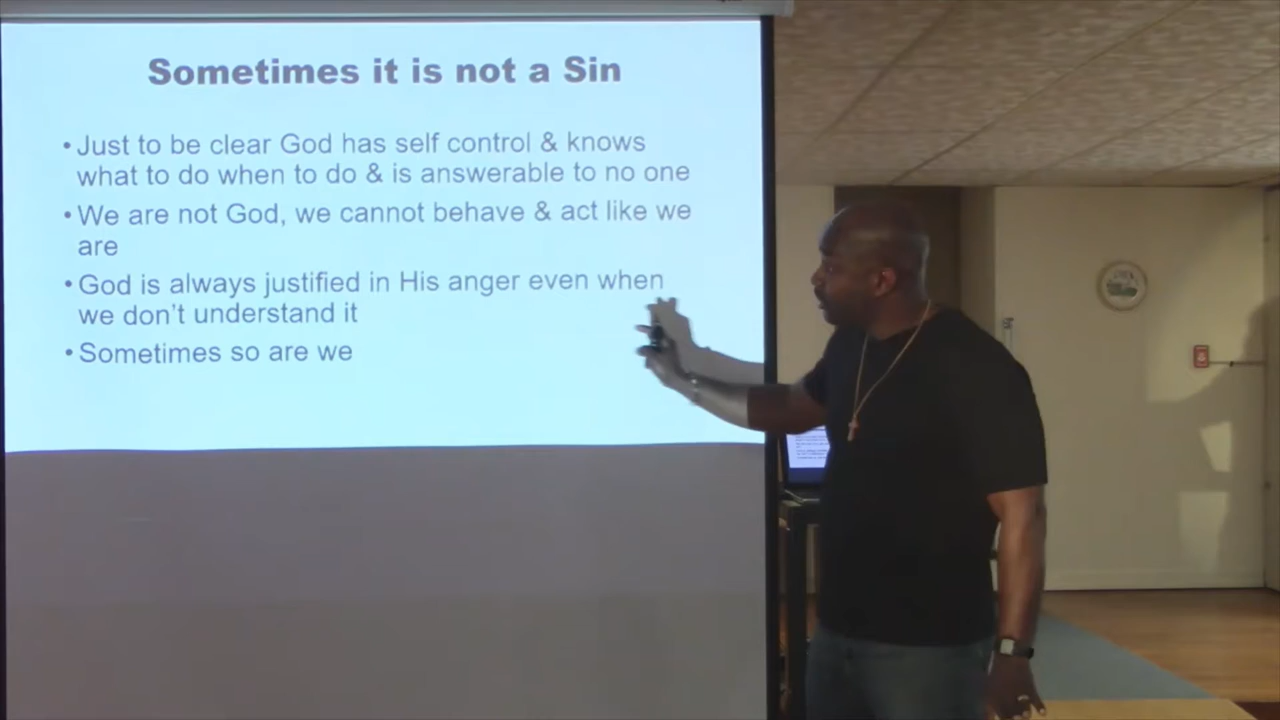 Sometimes it is not a Sin
• Just to be clear God has self control & knows
what to do when to do & is answerable to no one
• We are not God, we cannot behave & act like we
are
• God is always justified in His anger even when
we don't understand it
• Sometimes so are we